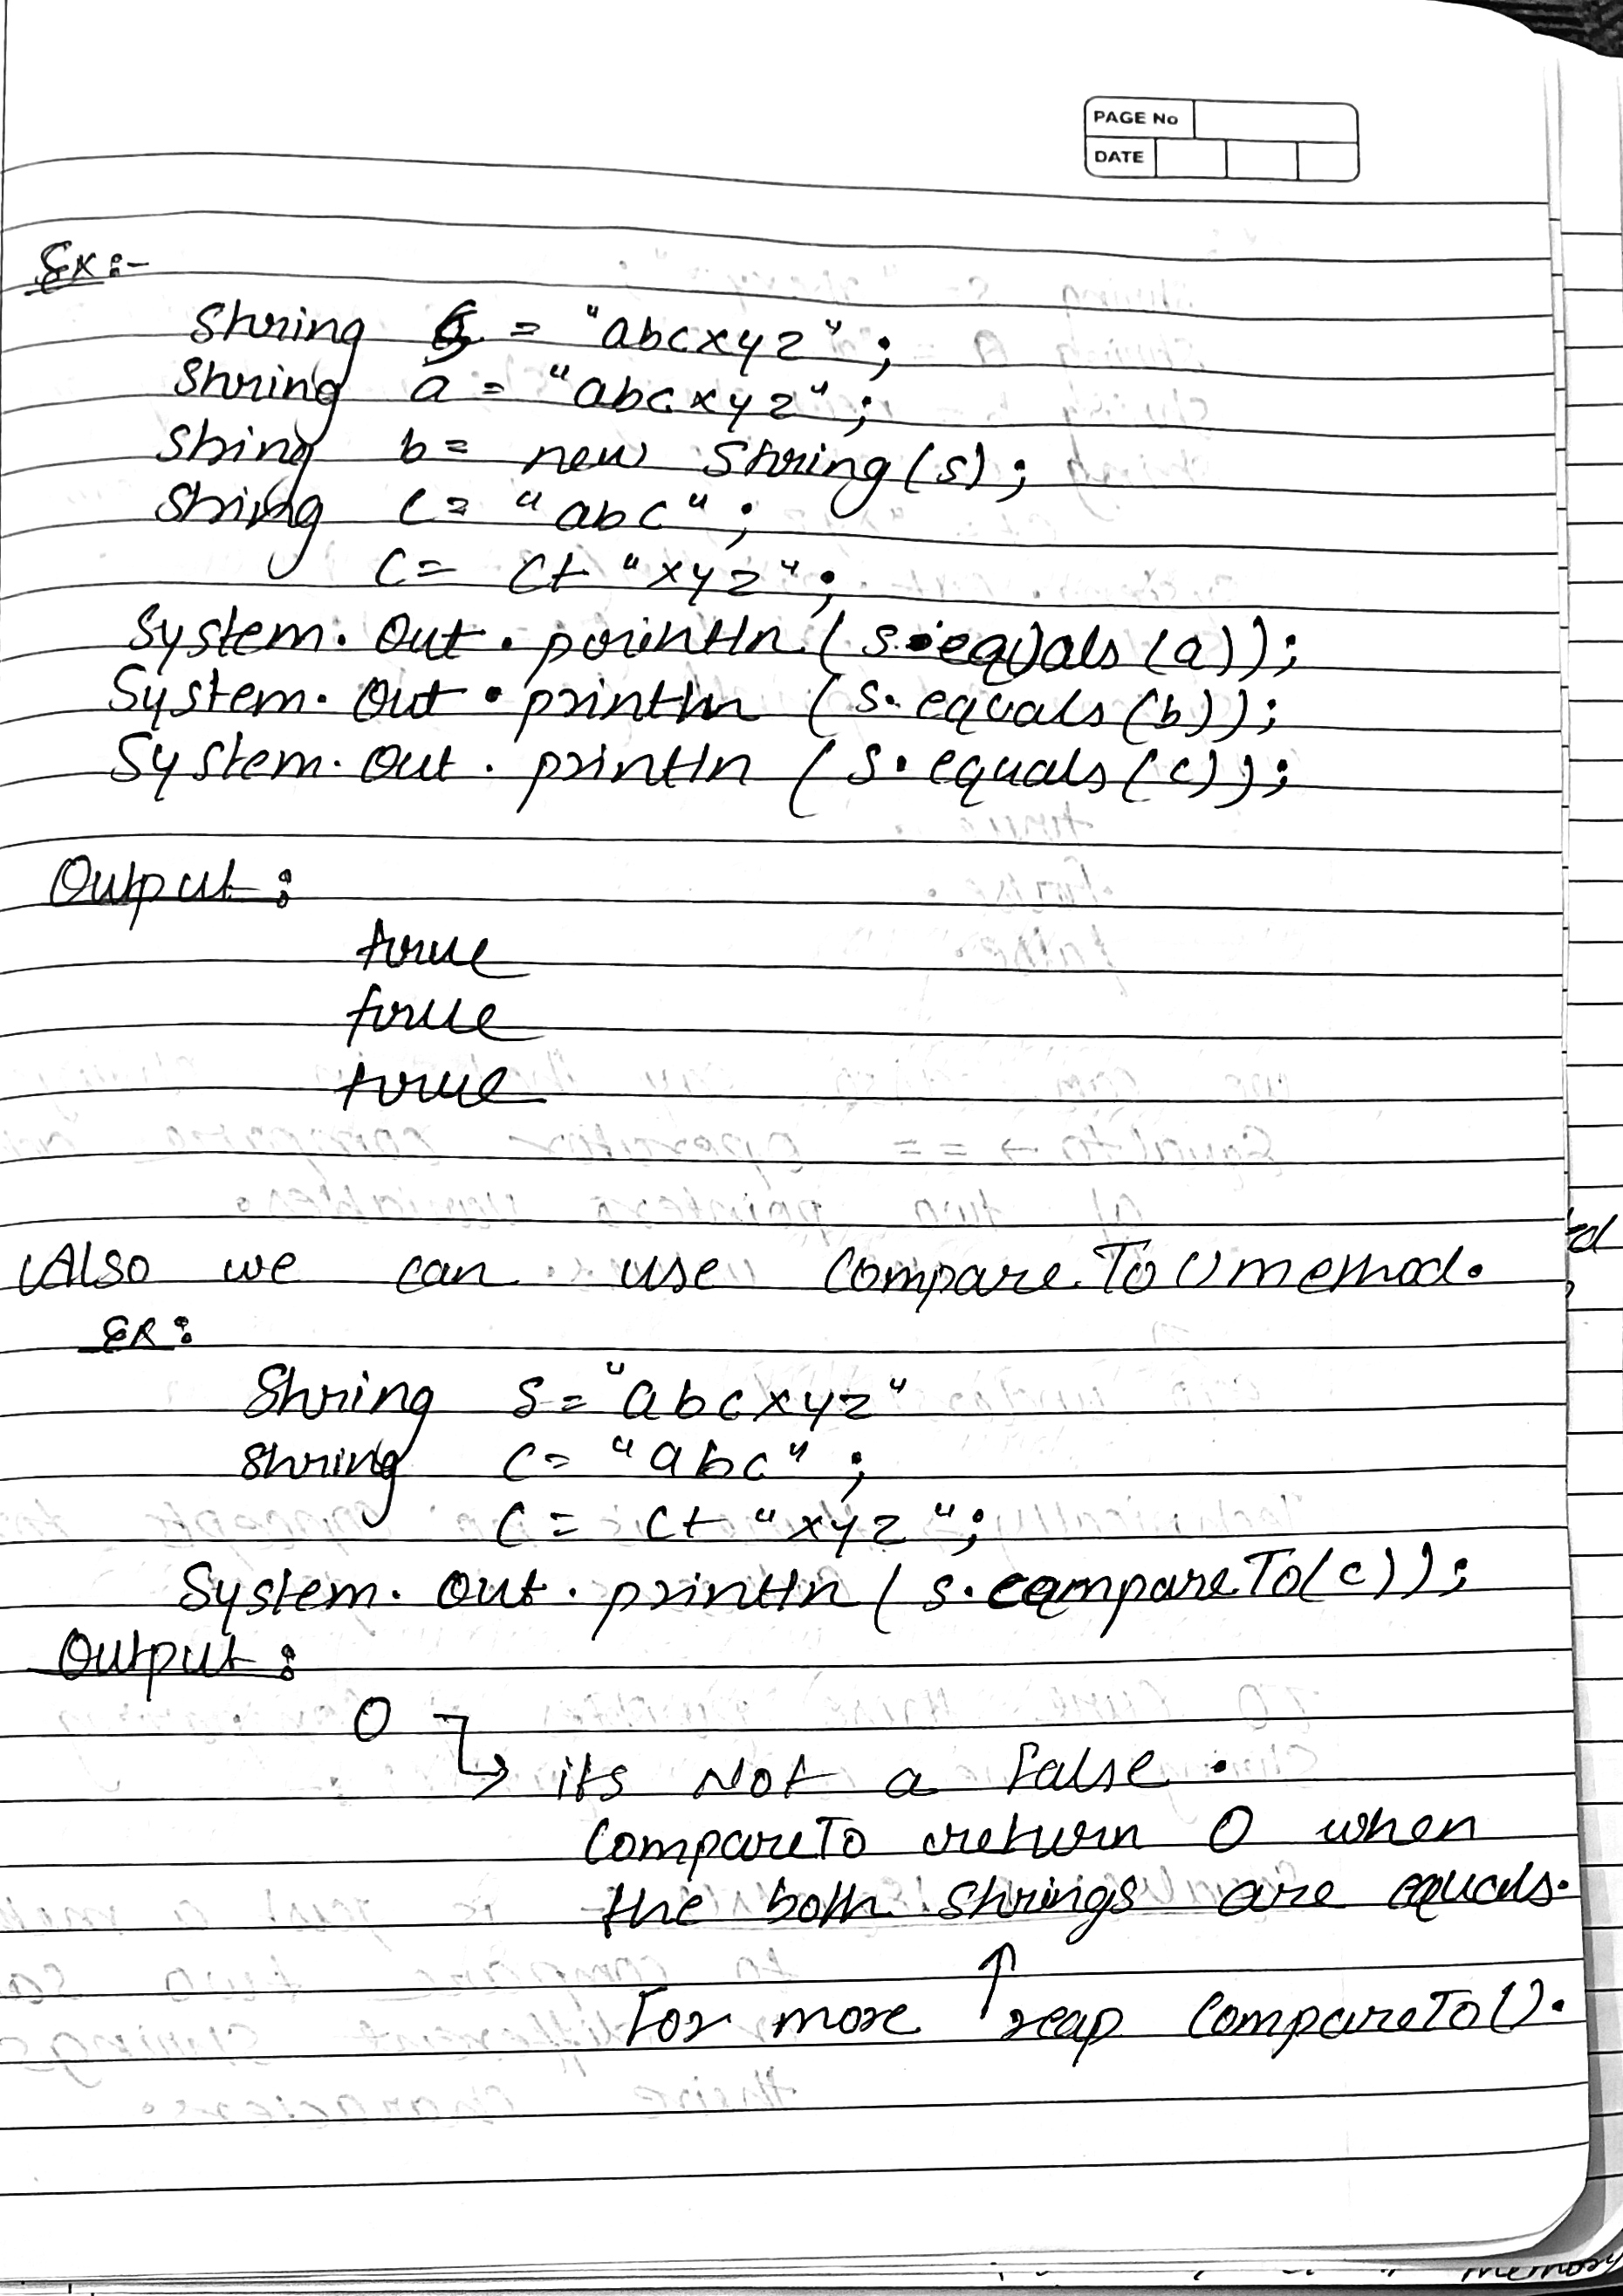 PAGE No
DATE
Ex:-
String s = "abcxyz";
String a = "abcxyz";
String b = new String(s);
String c = "abc";
c = c+ "xyz";
System.out.println(s.equals(a));
System.out.println(s.equals(b));
System.out.println(s.equals(c));
Output:
true
true
true
Also we can use CompareTo() method.
Ex:
String s = "abcxyz"
String c = "abc";
c = c+ "xyz";
System.out.println(s.compareTo(c));
Output:
0 ↳ its Not a False.
CompareTo return 0 when
the both Strings are equals.
↑
For more reap CompareTo().
memory